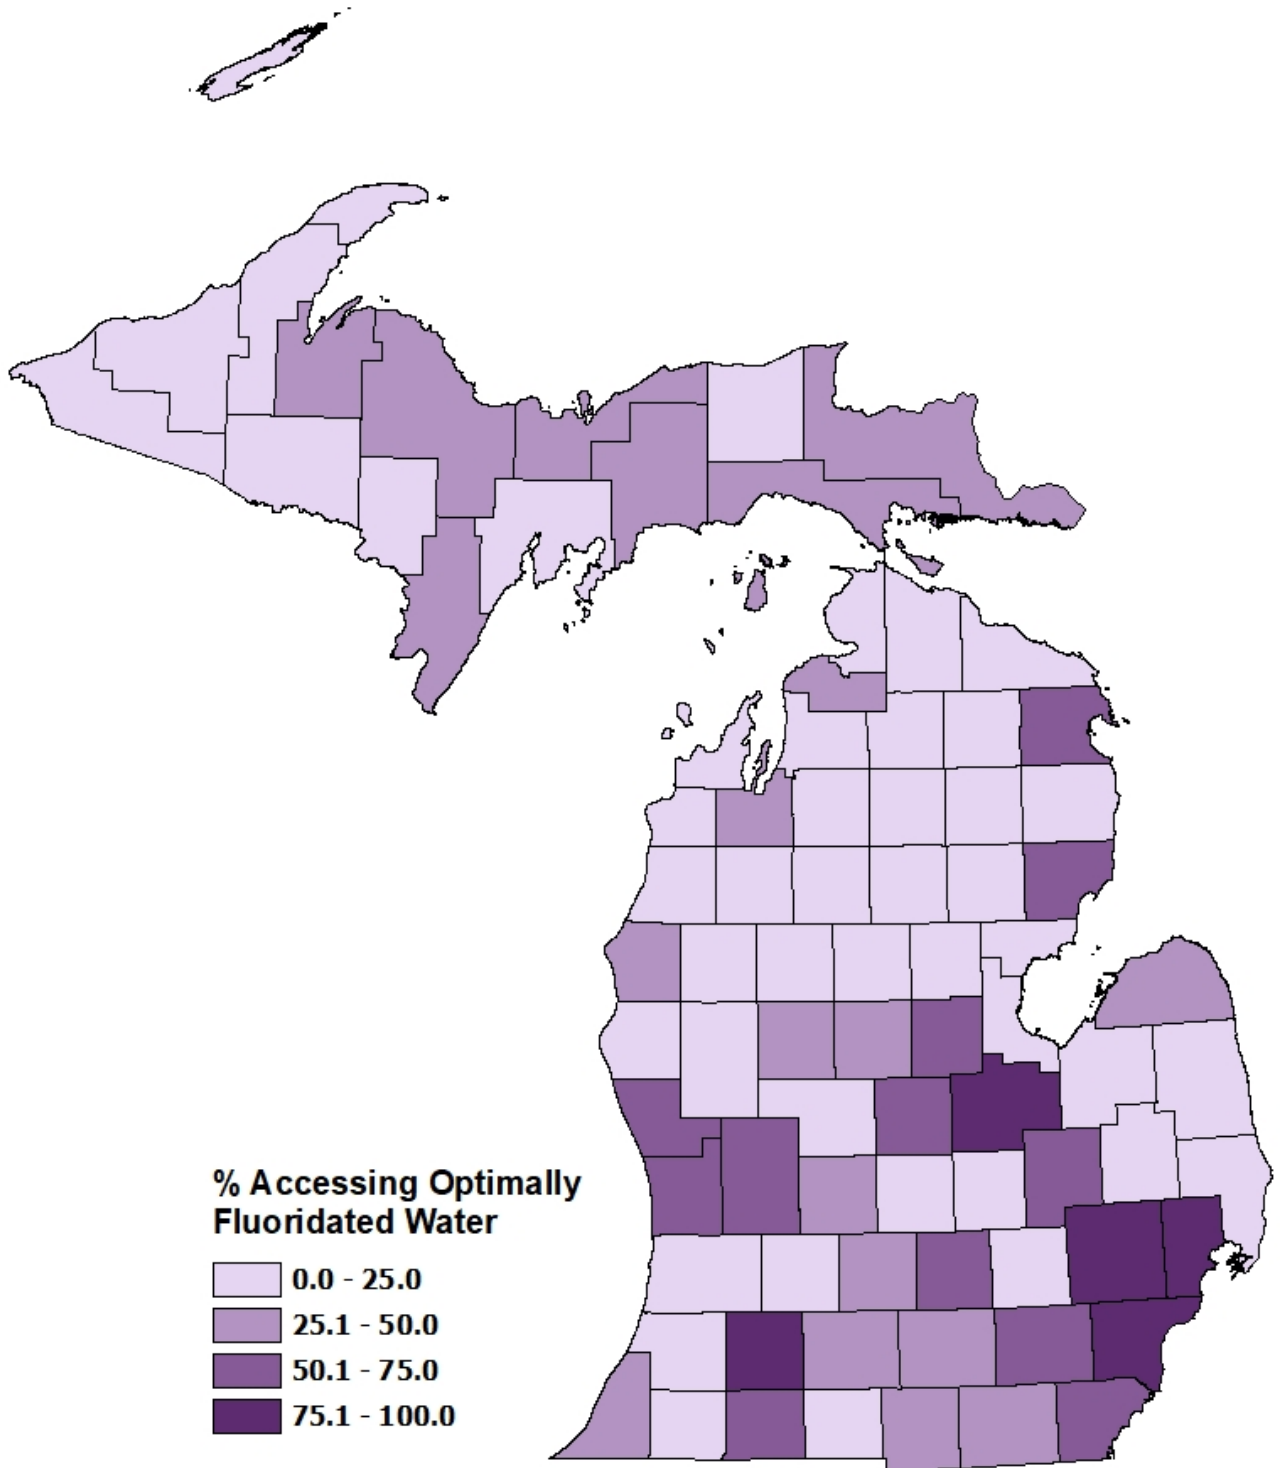 % Accessing Optimally
Fluoridated Water
0.0 - 25.0
25.1 - 50.0
50.1 - 75.0
75.1 - 100.0